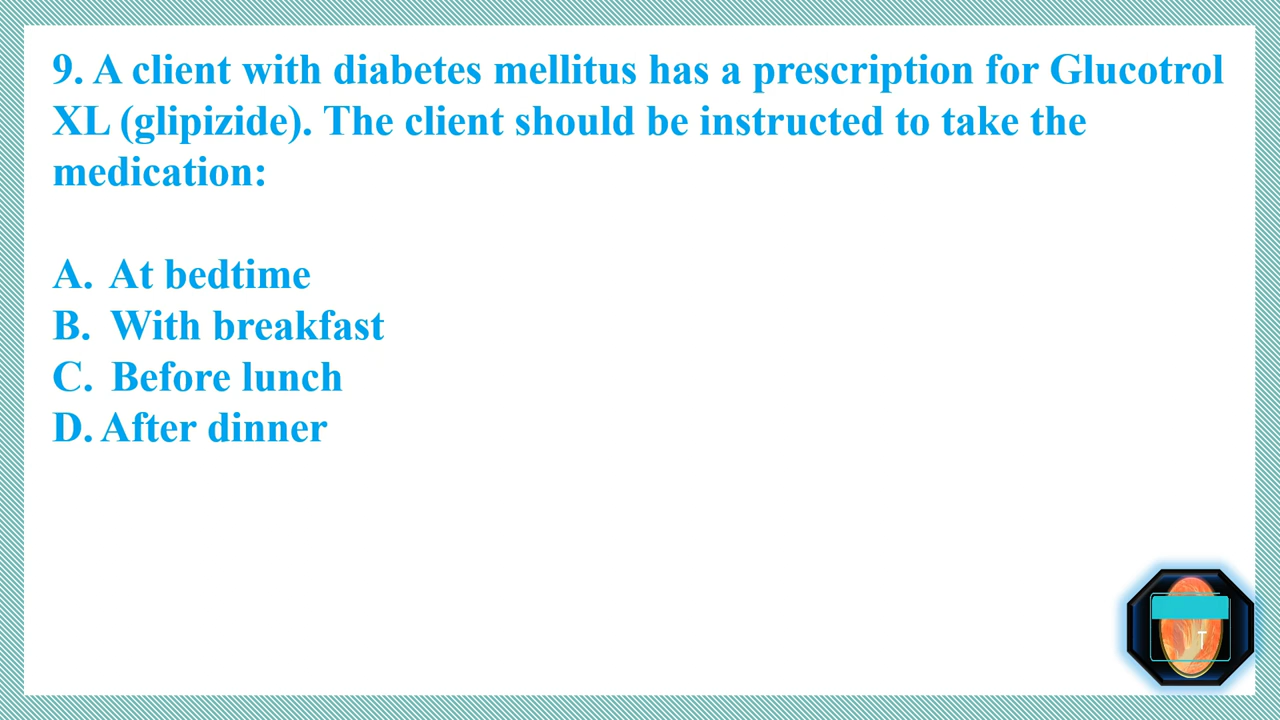 9. A client with diabetes mellitus has a prescription for Glucotrol
XL (glipizide). The client should be instructed to take the
medication:
A. At bedtime
B. With breakfast
C. Before lunch
D. After dinner
T